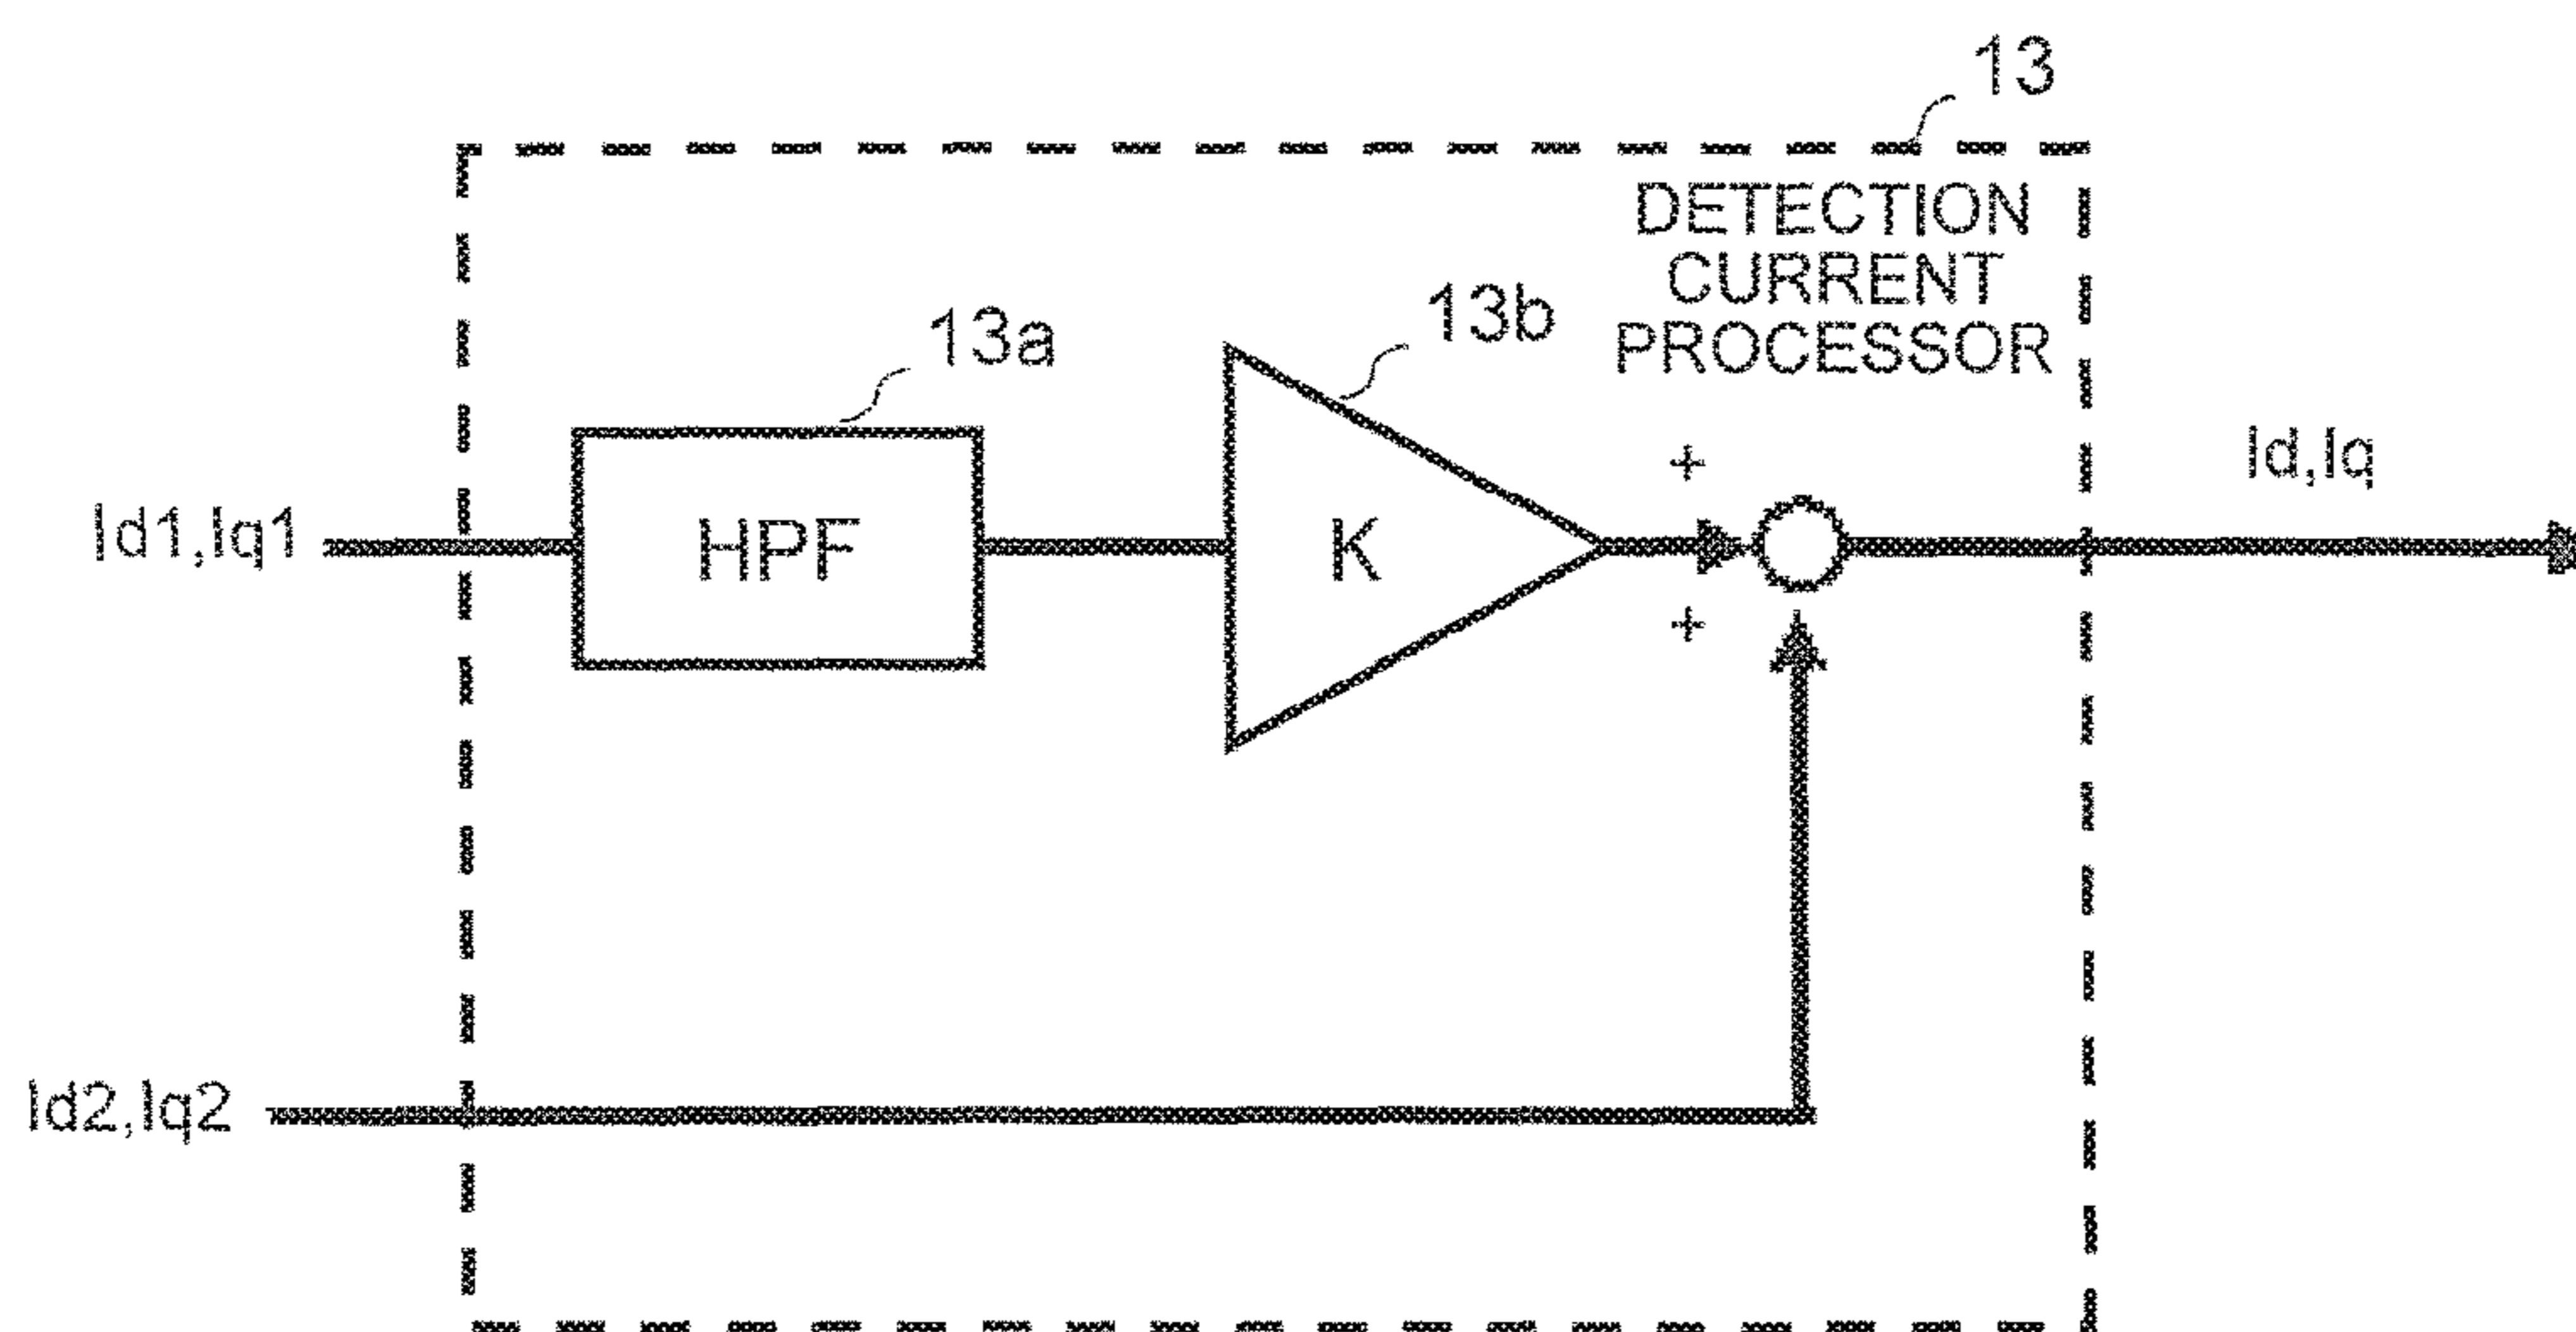 13
DETECTION
CURRENT
PROCESSOR
13a
13b
+
Id,Iq
Id1,Iq1
HPF
K
+
Id2,Iq2